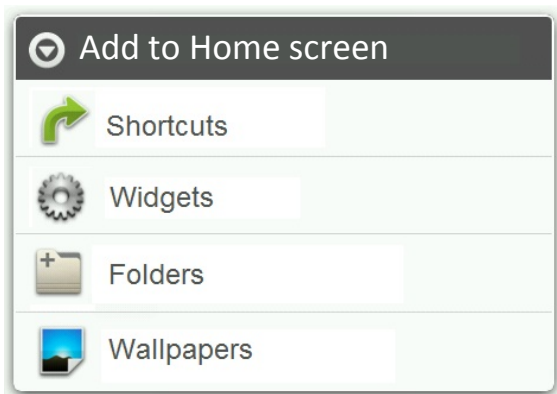 Add to Home screen
Shortcuts
Widgets
Folders
Wallpapers